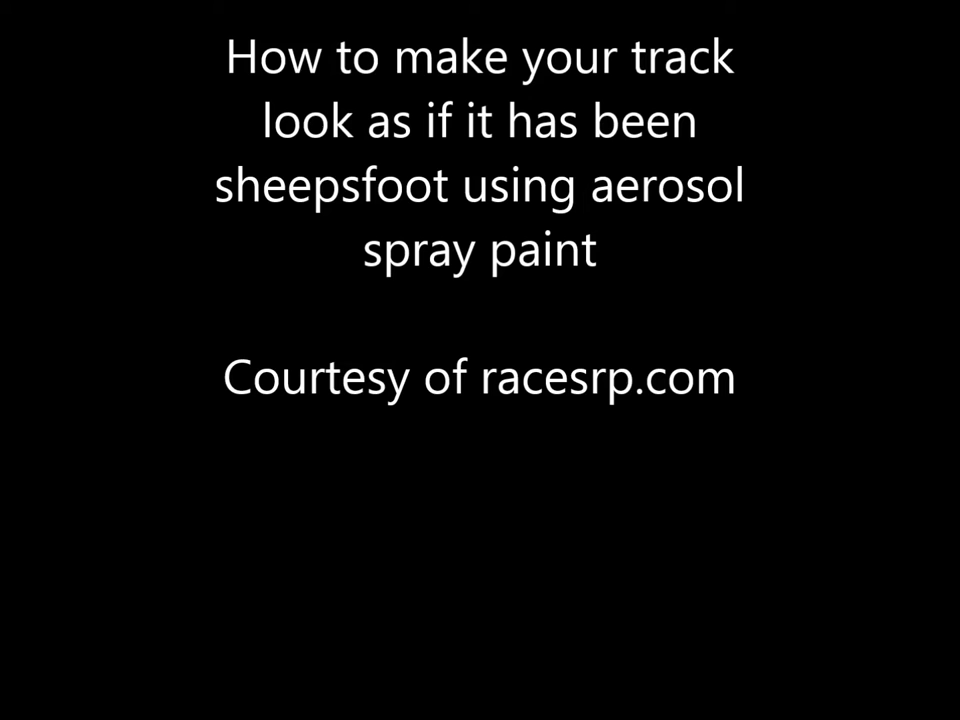 How to make your track
look as if it has been
sheepsfoot using aerosol
spray paint
Courtesy of racesrp.com